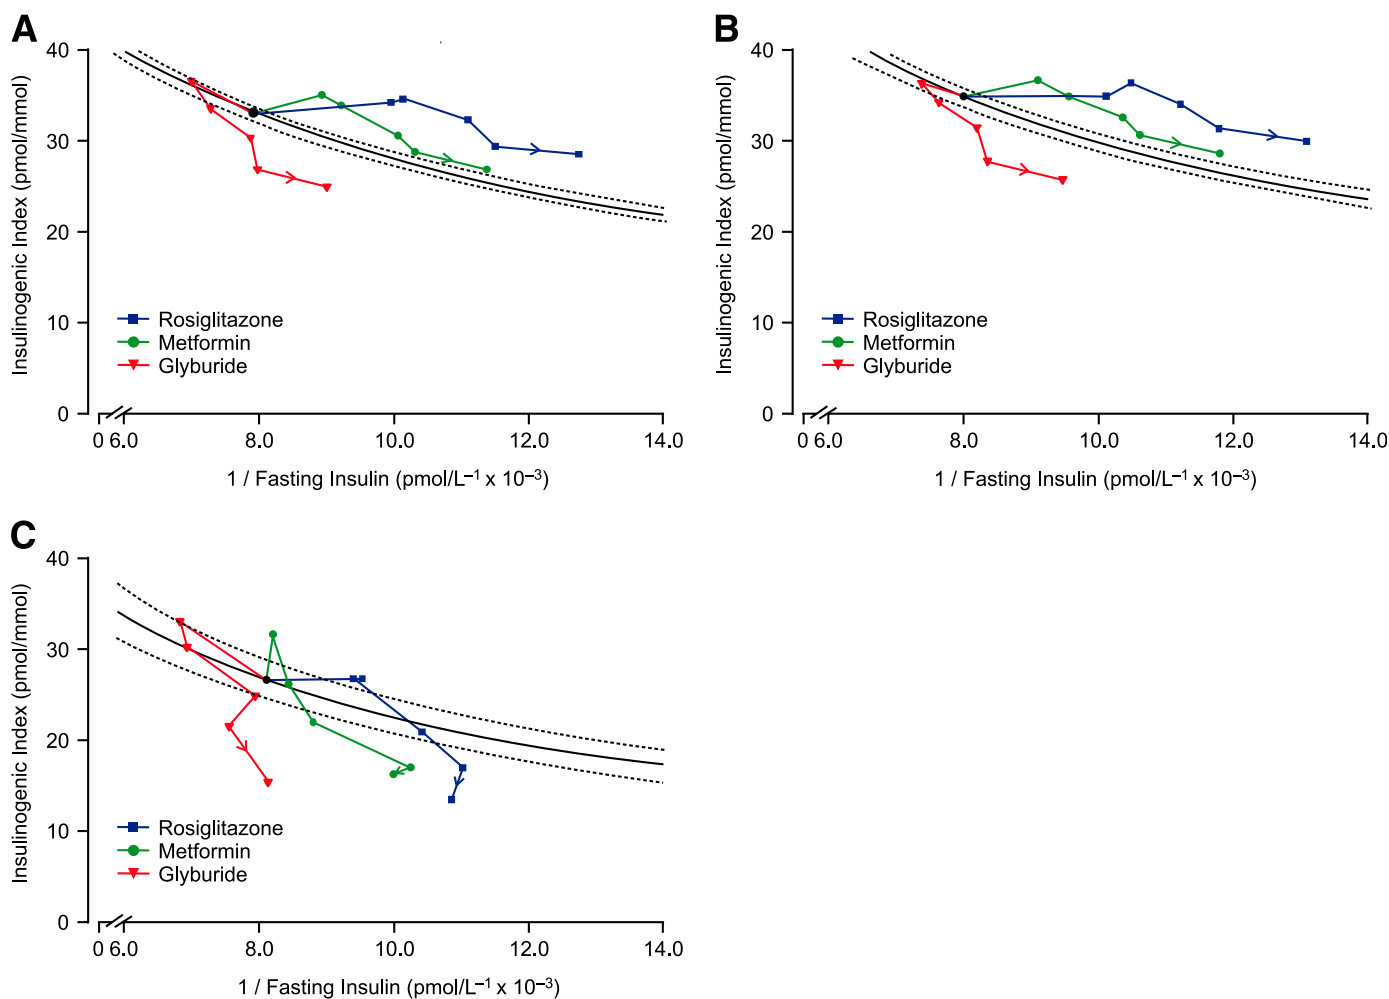 A
40
30
20
10
0
Insulinogenic Index (pmol/mmol)
Rosiglitazone
Metformin
Glyburide
0 6.0 8.0 10.0 12.0 14.0
1 / Fasting Insulin (pmol/L⁻¹ x 10⁻³)
B
40
30
20
10
0
Insulinogenic Index (pmol/mmol)
Rosiglitazone
Metformin
Glyburide
0 6.0 8.0 10.0 12.0 14.0
1 / Fasting Insulin (pmol/L⁻¹ x 10⁻³)
C
40
30
20
10
0
Insulinogenic Index (pmol/mmol)
Rosiglitazone
Metformin
Glyburide
0 6.0 8.0 10.0 12.0 14.0
1 / Fasting Insulin (pmol/L⁻¹ x 10⁻³)